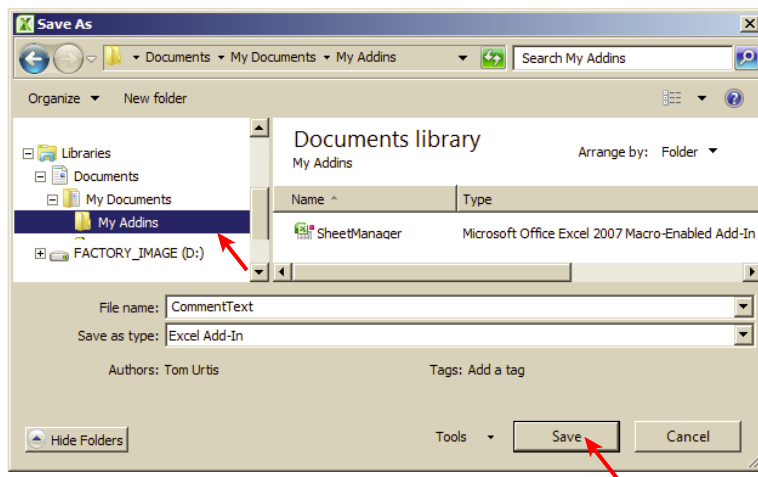 Save As
Documents My Documents My Addins
Search My Addins
Organize New folder
Libraries
Documents
My Documents
My Addins
FACTORY_IMAGE (D:)
Documents library
My Addins
Arrange by: Folder
Name Type
SheetManager Microsoft Office Excel 2007 Macro-Enabled Add-In
File name: CommentText
Save as type: Excel Add-In
Authors: Tom Urtis Tags: Add a tag
Hide Folders Tools Save Cancel